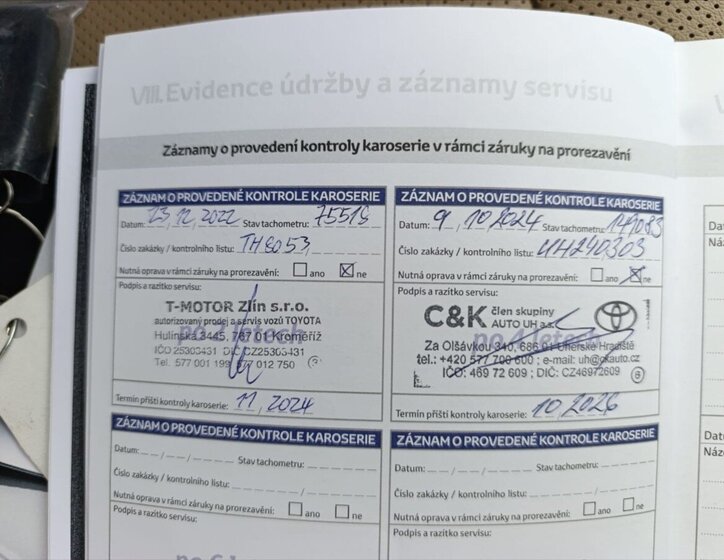 VIII. Evidence údržby a záznamy servisu
Záznamy o provedení kontroly karoserie v rámci záruky na prorezavění
ZÁZNAM O PROVEDENÉ KONTROLE KAROSERIE
Datum: 23, 12, 2022 Stav tachometru: 75519
Číslo zakázky / kontrolního listu: TH8053
Nutná oprava v rámci záruky na prorezavění: ano ne
Podpis a razítko servisu:
T-MOTOR Zlín s.r.o.
autorizovaný prodej a servis vozů TOYOTA
Hulínská 3445, 767 01 Kroměříž
IČO 25303431 DIČ CZ25303431
Tel. 577 001 199 577 012 750
Termín příští kontroly karoserie: 11, 2024
ZÁZNAM O PROVEDENÉ KONTROLE KAROSERIE
Datum: 9, 10, 2024 Stav tachometru: 149083
Číslo zakázky / kontrolního listu: UH240303
Nutná oprava v rámci záruky na prorezavění: ano ne
Podpis a razítko servisu:
C&K člen skupiny
AUTO UH a.s.
Za Olšávkou 346, 686 01 Uherské Hradiště
tel.: +420 577 700 600 ; e-mail: uh@ckauto.cz
IČO: 469 72 609 ; DIČ: CZ46972609
6
Termín příští kontroly karoserie: 10, 2026
ZÁZNAM O PROVEDENÉ KONTROLE KAROSERIE
Datum: / / Stav tachometru:
Číslo zakázky / kontrolního listu: /
Nutná oprava v rámci záruky na prorezavění: ano ne
Podpis a razítko servisu:
ZÁZNAM O PROVEDENÉ KONTROLE KAROSERIE
Datum: / / Stav tachometru:
Číslo zakázky / kontrolního listu: /
Nutná oprava v rámci záruky na prorezavění: ano ne
Podpis a razítko servisu: